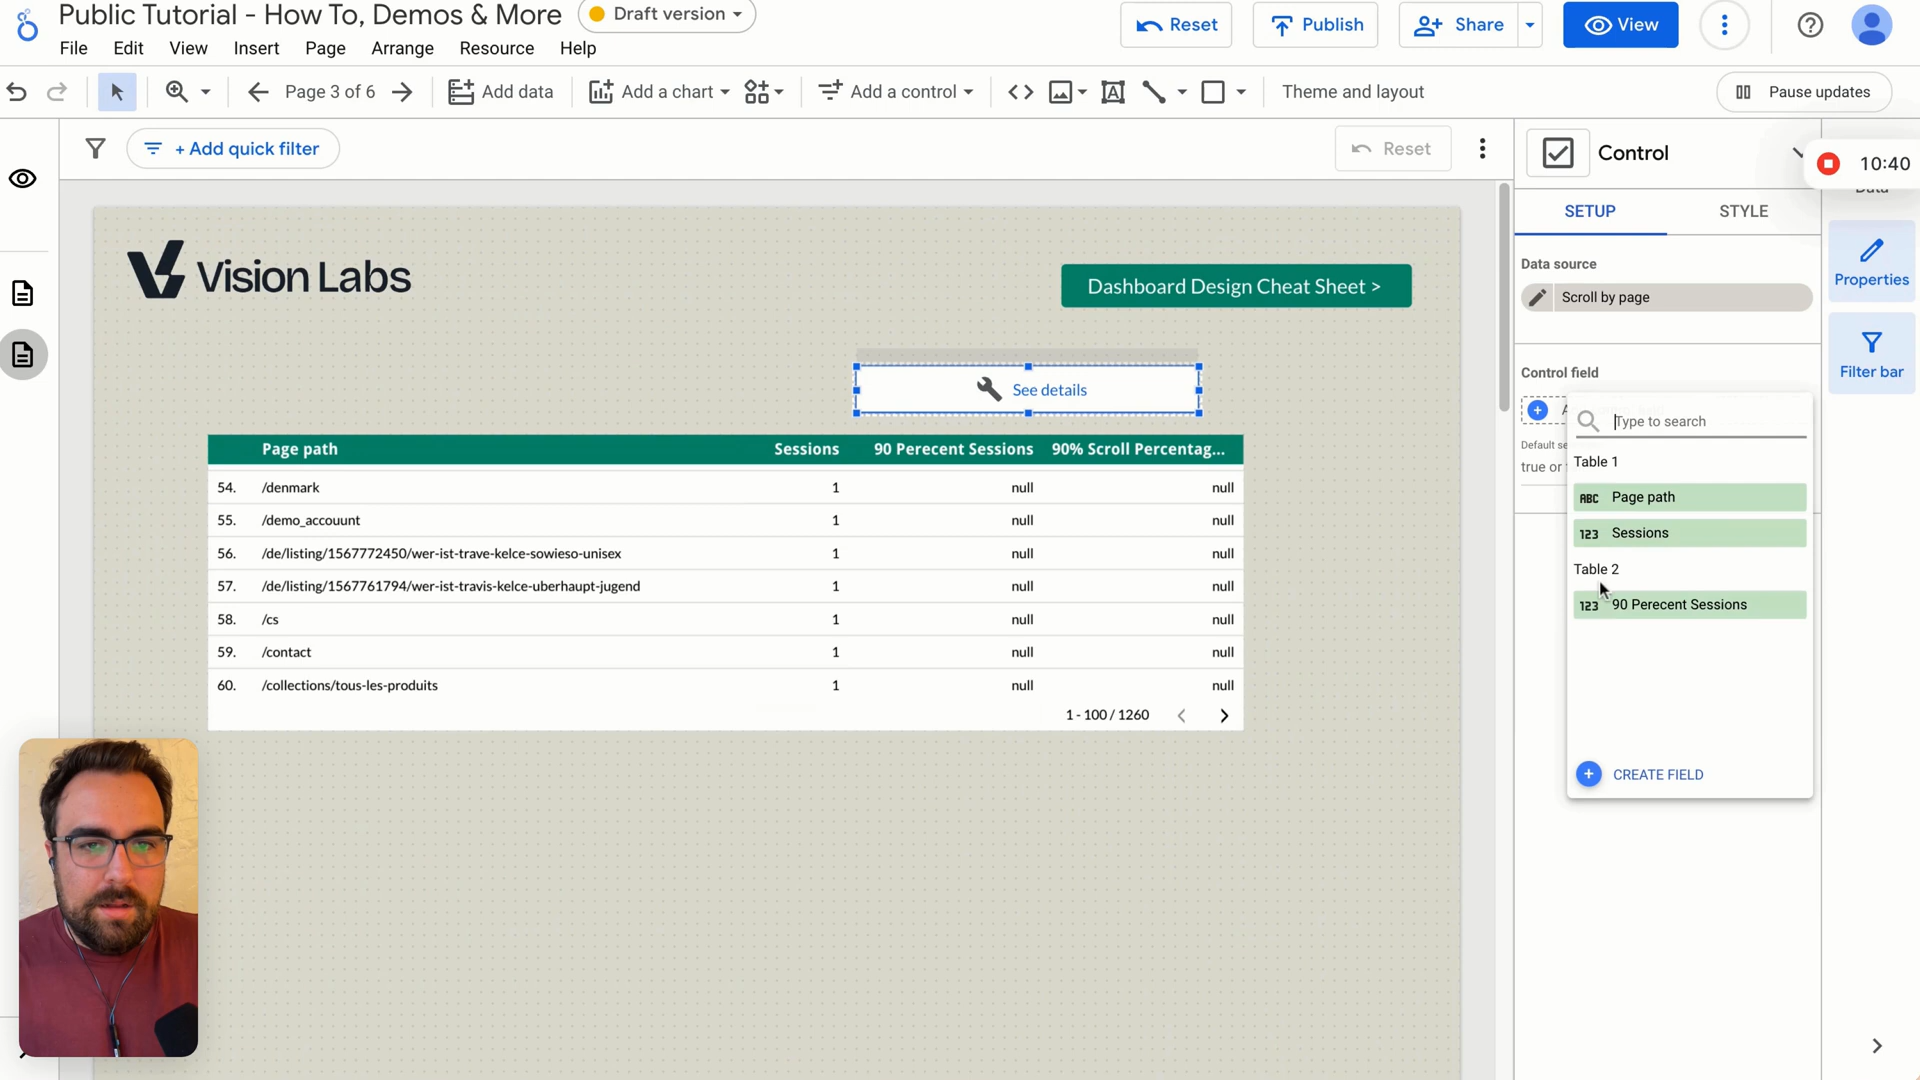 Public Tutorial - How To, Demos & More
Draft version
Reset
Publish
Share
View
File
Edit
View
Insert
Page
Arrange
Resource
Help
Page 3 of 6
Add data
Add a chart
Add a control
Theme and layout
Pause updates
+ Add quick filter
Reset
Control
10:40
SETUP
STYLE
Data source
Scroll by page
Properties
Filter bar
Vision Labs
Dashboard Design Cheat Sheet >
See details
Control field
Type to search
Default se
true or
Table 1
ABC Page path
123 Sessions
Table 2
123 90 Perecent Sessions
CREATE FIELD
Page path Sessions 90 Perecent Sessions 90% Scroll Percentag...
54. /denmark 1 null null
55. /demo_accouunt 1 null null
56. /de/listing/1567772450/wer-ist-trave-kelce-sowieso-unisex 1 null null
57. /de/listing/1567761794/wer-ist-travis-kelce-uberhaupt-jugend 1 null null
58. /cs 1 null null
59. /contact 1 null null
60. /collections/tous-les-produits 1 null null
1 - 100 / 1260